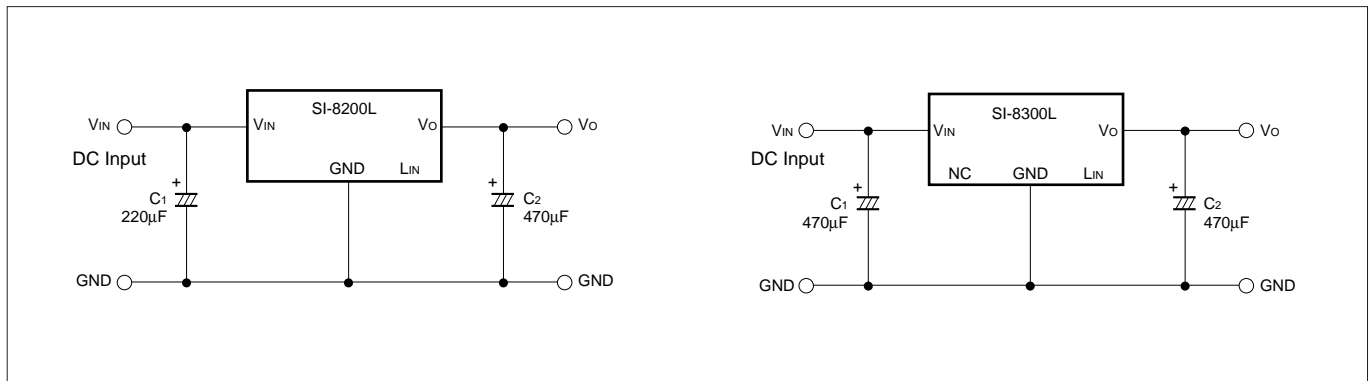 SI-8200L
VIN VIN VO VO
DC Input
GND LIN
+ C1 220µF
+ C2 470µF
GND GND
SI-8300L
VIN VIN VO VO
DC Input
NC GND LIN
+ C1 470µF
+ C2 470µF
GND GND